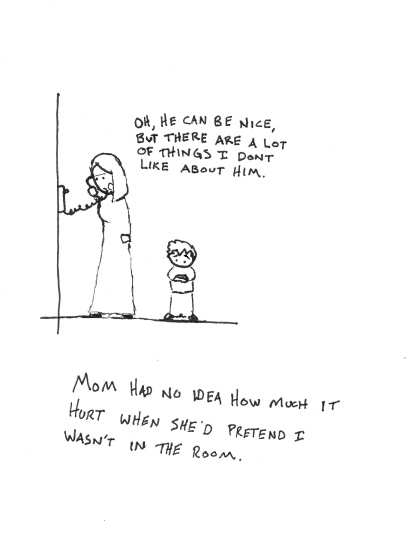 OH, HE CAN BE NICE,
BUT THERE ARE A LOT
OF THINGS I DONT
LIKE ABOUT HIM.
MOM HAD NO IDEA HOW MUCH IT
HURT WHEN SHE'D PRETEND I
WASN'T IN THE ROOM.